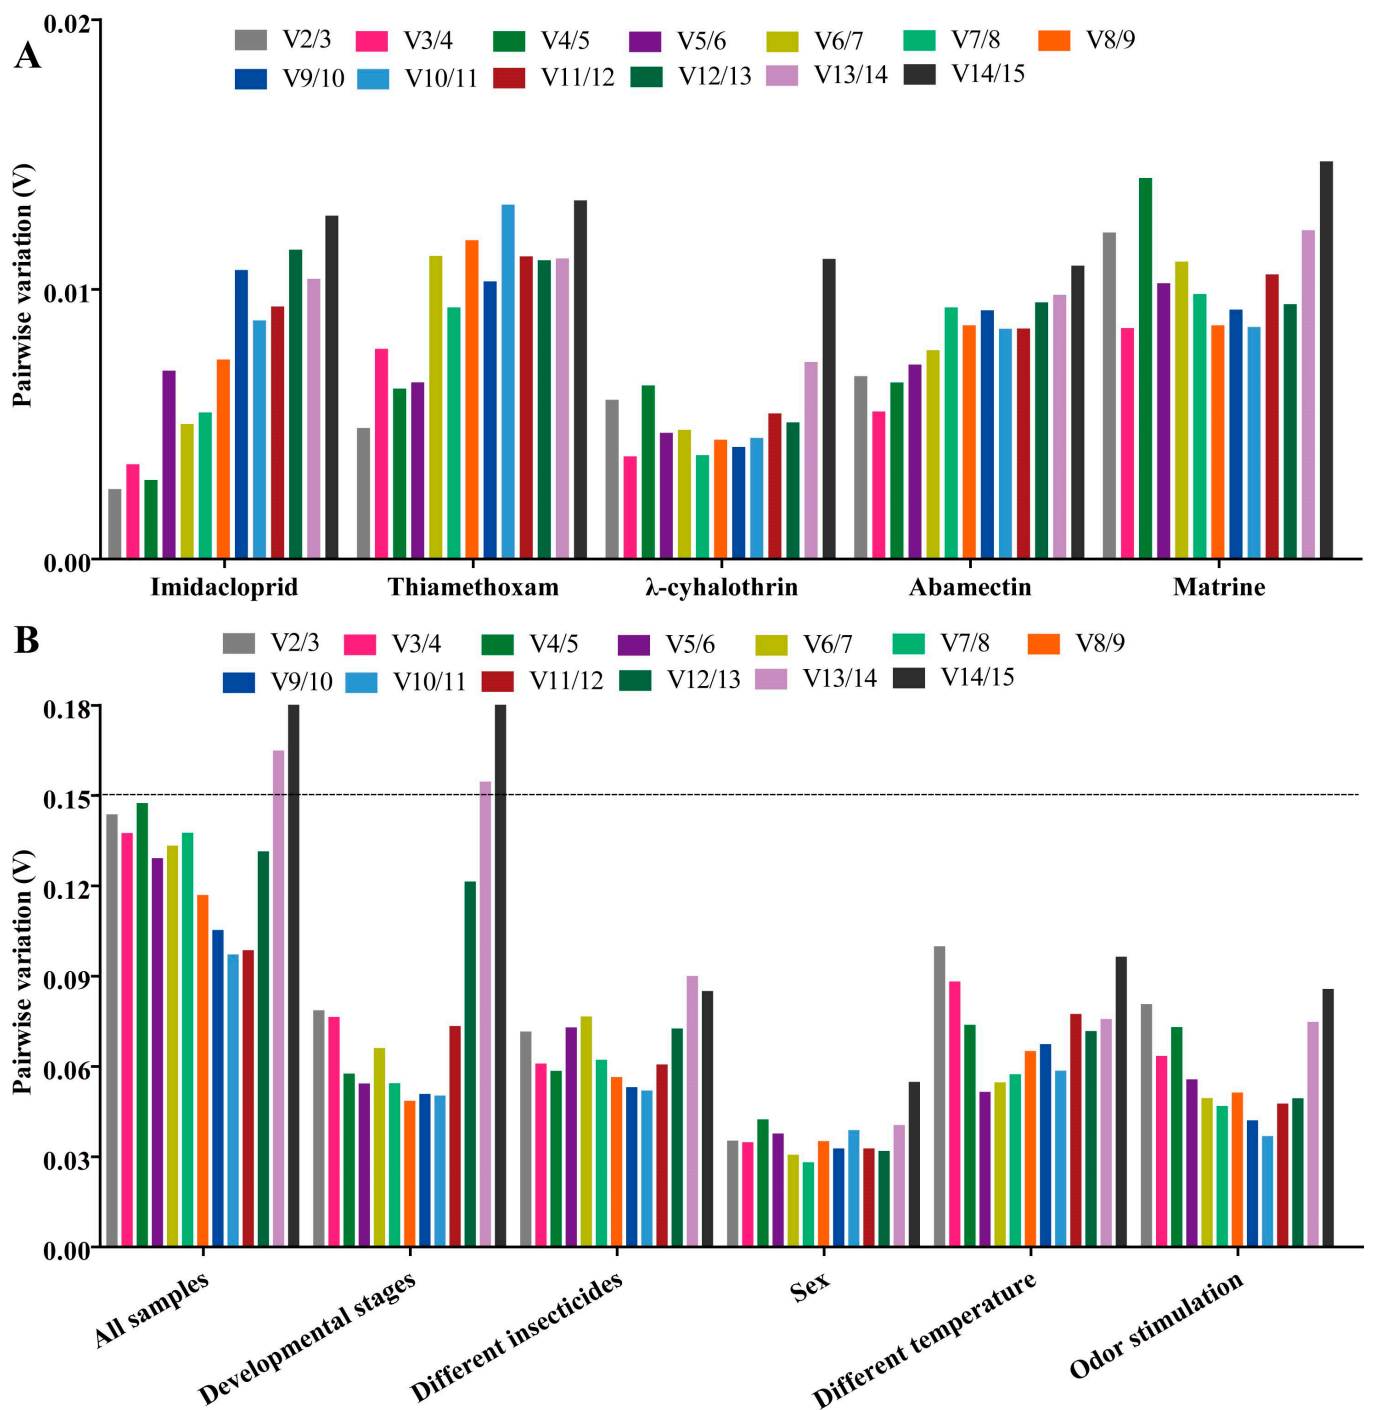 A
0.02
V2/3 V3/4 V4/5 V5/6 V6/7 V7/8 V8/9
V9/10 V10/11 V11/12 V12/13 V13/14 V14/15
Pairwise variation (V)
0.01
0.00
Imidacloprid Thiamethoxam λ-cyhalothrin Abamectin Matrine
B
V2/3 V3/4 V4/5 V5/6 V6/7 V7/8 V8/9
V9/10 V10/11 V11/12 V12/13 V13/14 V14/15
0.18
0.15
0.12
Pairwise variation (V)
0.09
0.06
0.03
0.00
All samples
Developmental stages
Different insecticides
Sex
Different temperature
Odor stimulation